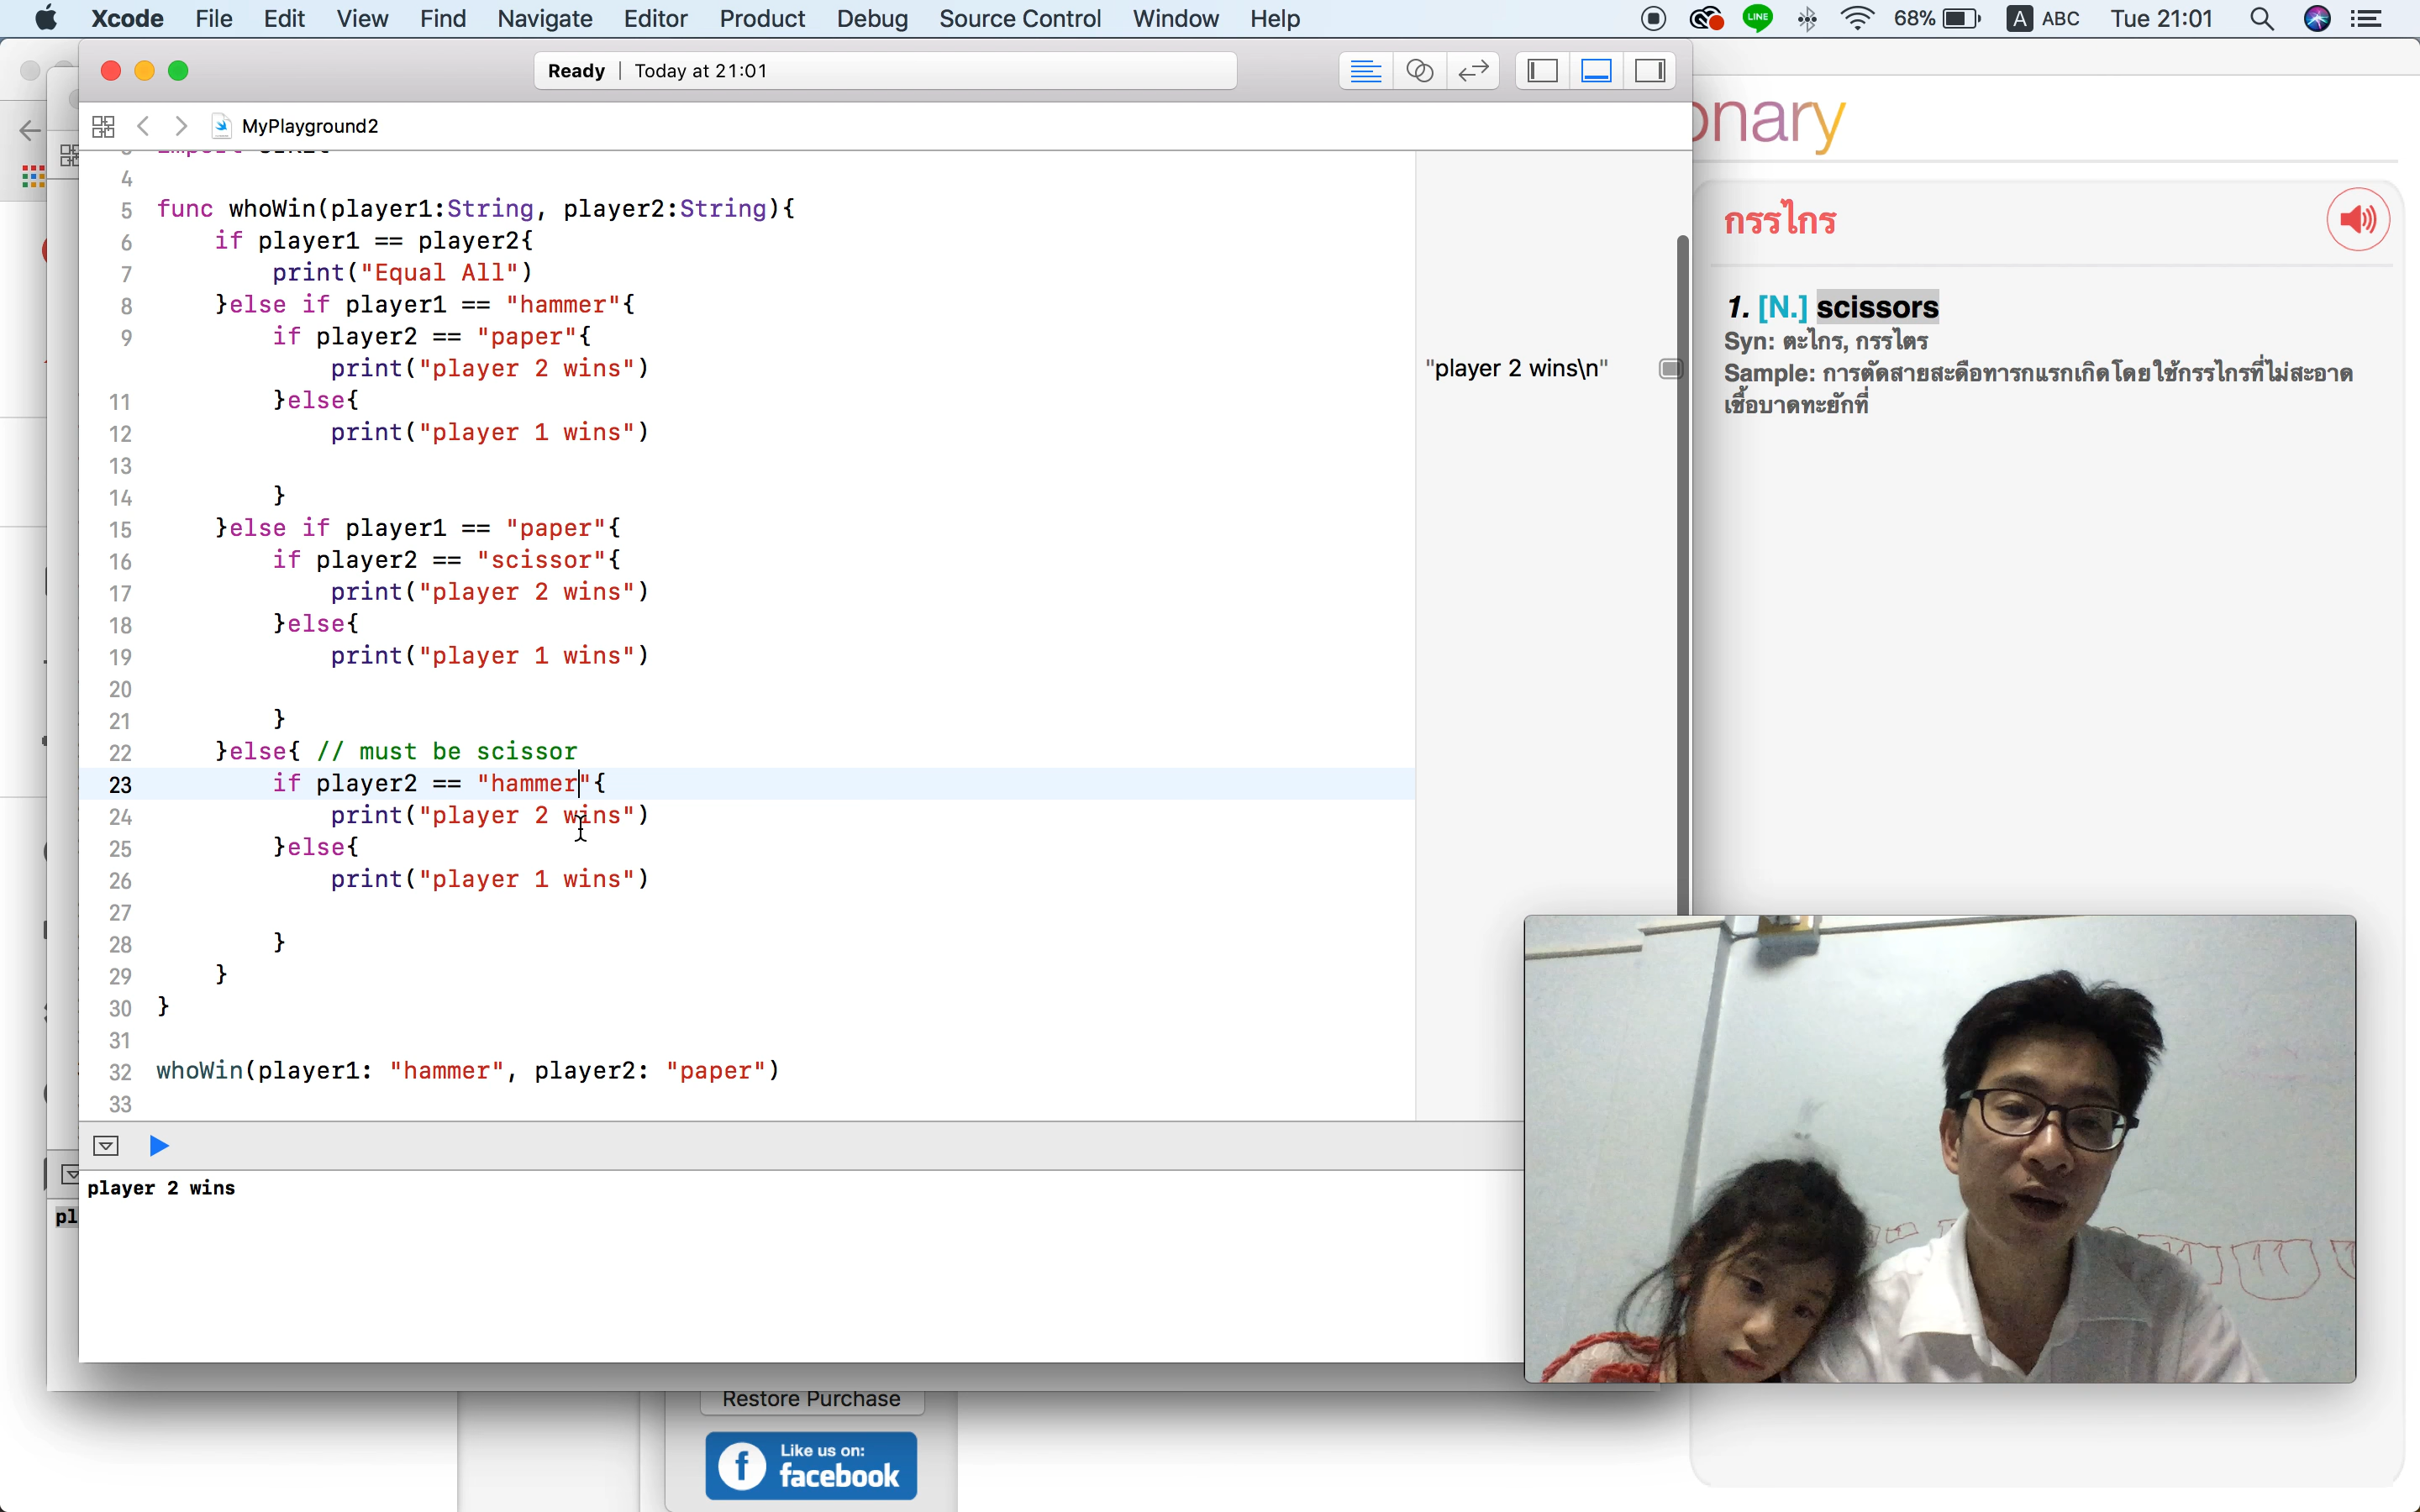 Xcode File Edit View Find Navigate Editor Product Debug Source Control Window Help LINE 68% A ABC Tue 21:01
Ready | Today at 21:01
MyPlayground2
4
5 func whoWin(player1:String, player2:String){
6 if player1 == player2{
7 print("Equal All")
8 }else if player1 == "hammer"{
9 if player2 == "paper"{
print("player 2 wins")
11 }else{
12 print("player 1 wins")
13
14 }
15 }else if player1 == "paper"{
16 if player2 == "scissor"{
17 print("player 2 wins")
18 }else{
19 print("player 1 wins")
20
21 }
22 }else{ // must be scissor
23 if player2 == "hammer"{
24 print("player 2 wins")
25 }else{
26 print("player 1 wins")
27
28 }
29 }
30 }
31
32 whoWin(player1: "hammer", player2: "paper")
33
"player 2 wins\n"
player 2 wins
pl
onary
กรรไกร
1. [N.] scissors
Syn: ตะไกร, กรรไตร
Sample: การตัดสายสะดือทารกแรกเกิดโดยใช้กรรไกรที่ไม่สะอาด
เชื้อบาดทะยักที่
Restore Purchase
Like us on:
facebook